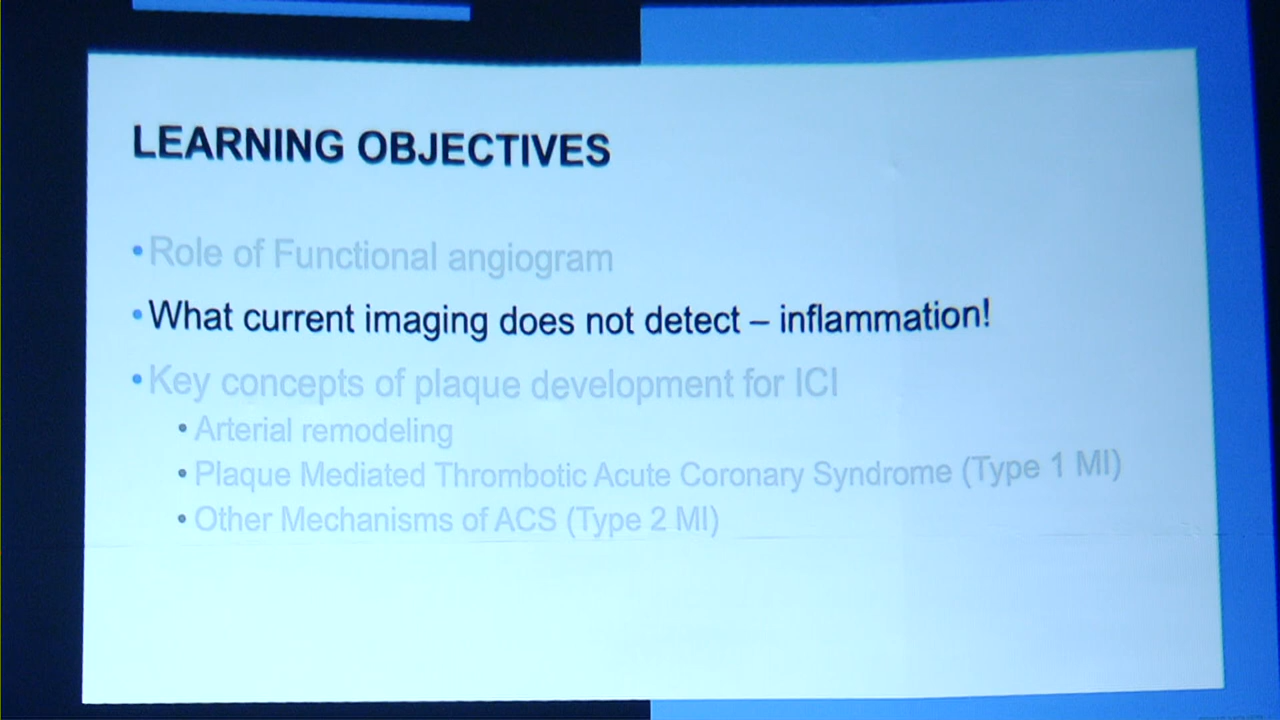 LEARNING OBJECTIVES
•Role of Functional angiogram
•What current imaging does not detect – inflammation!
•Key concepts of plaque development for ICI
• Arterial remodeling
• Plaque Mediated Thrombotic Acute Coronary Syndrome (Type 1 MI)
• Other Mechanisms of ACS (Type 2 MI)